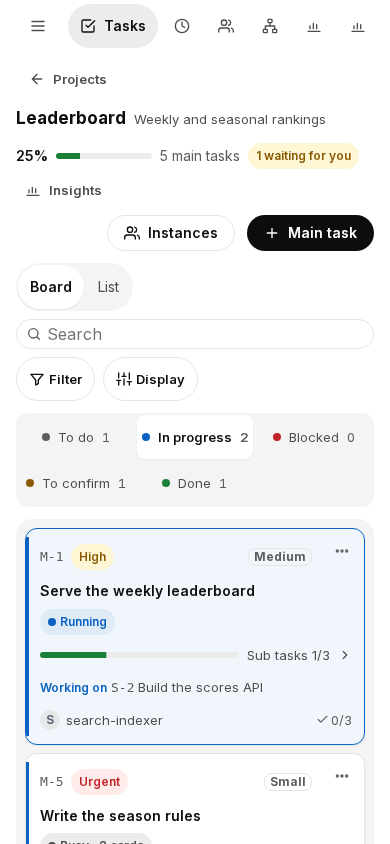 Tasks
Projects
Leaderboard Weekly and seasonal rankings
25% 5 main tasks 1 waiting for you
Insights
Instances Main task
Board List
Search
Filter Display
To do 1 In progress 2 Blocked 0
To confirm 1 Done 1
M-1 High Medium
Serve the weekly leaderboard
Running
Sub tasks 1/3
Working on S-2 Build the scores API
S search-indexer 0/3
M-5 Urgent Small
Write the season rules